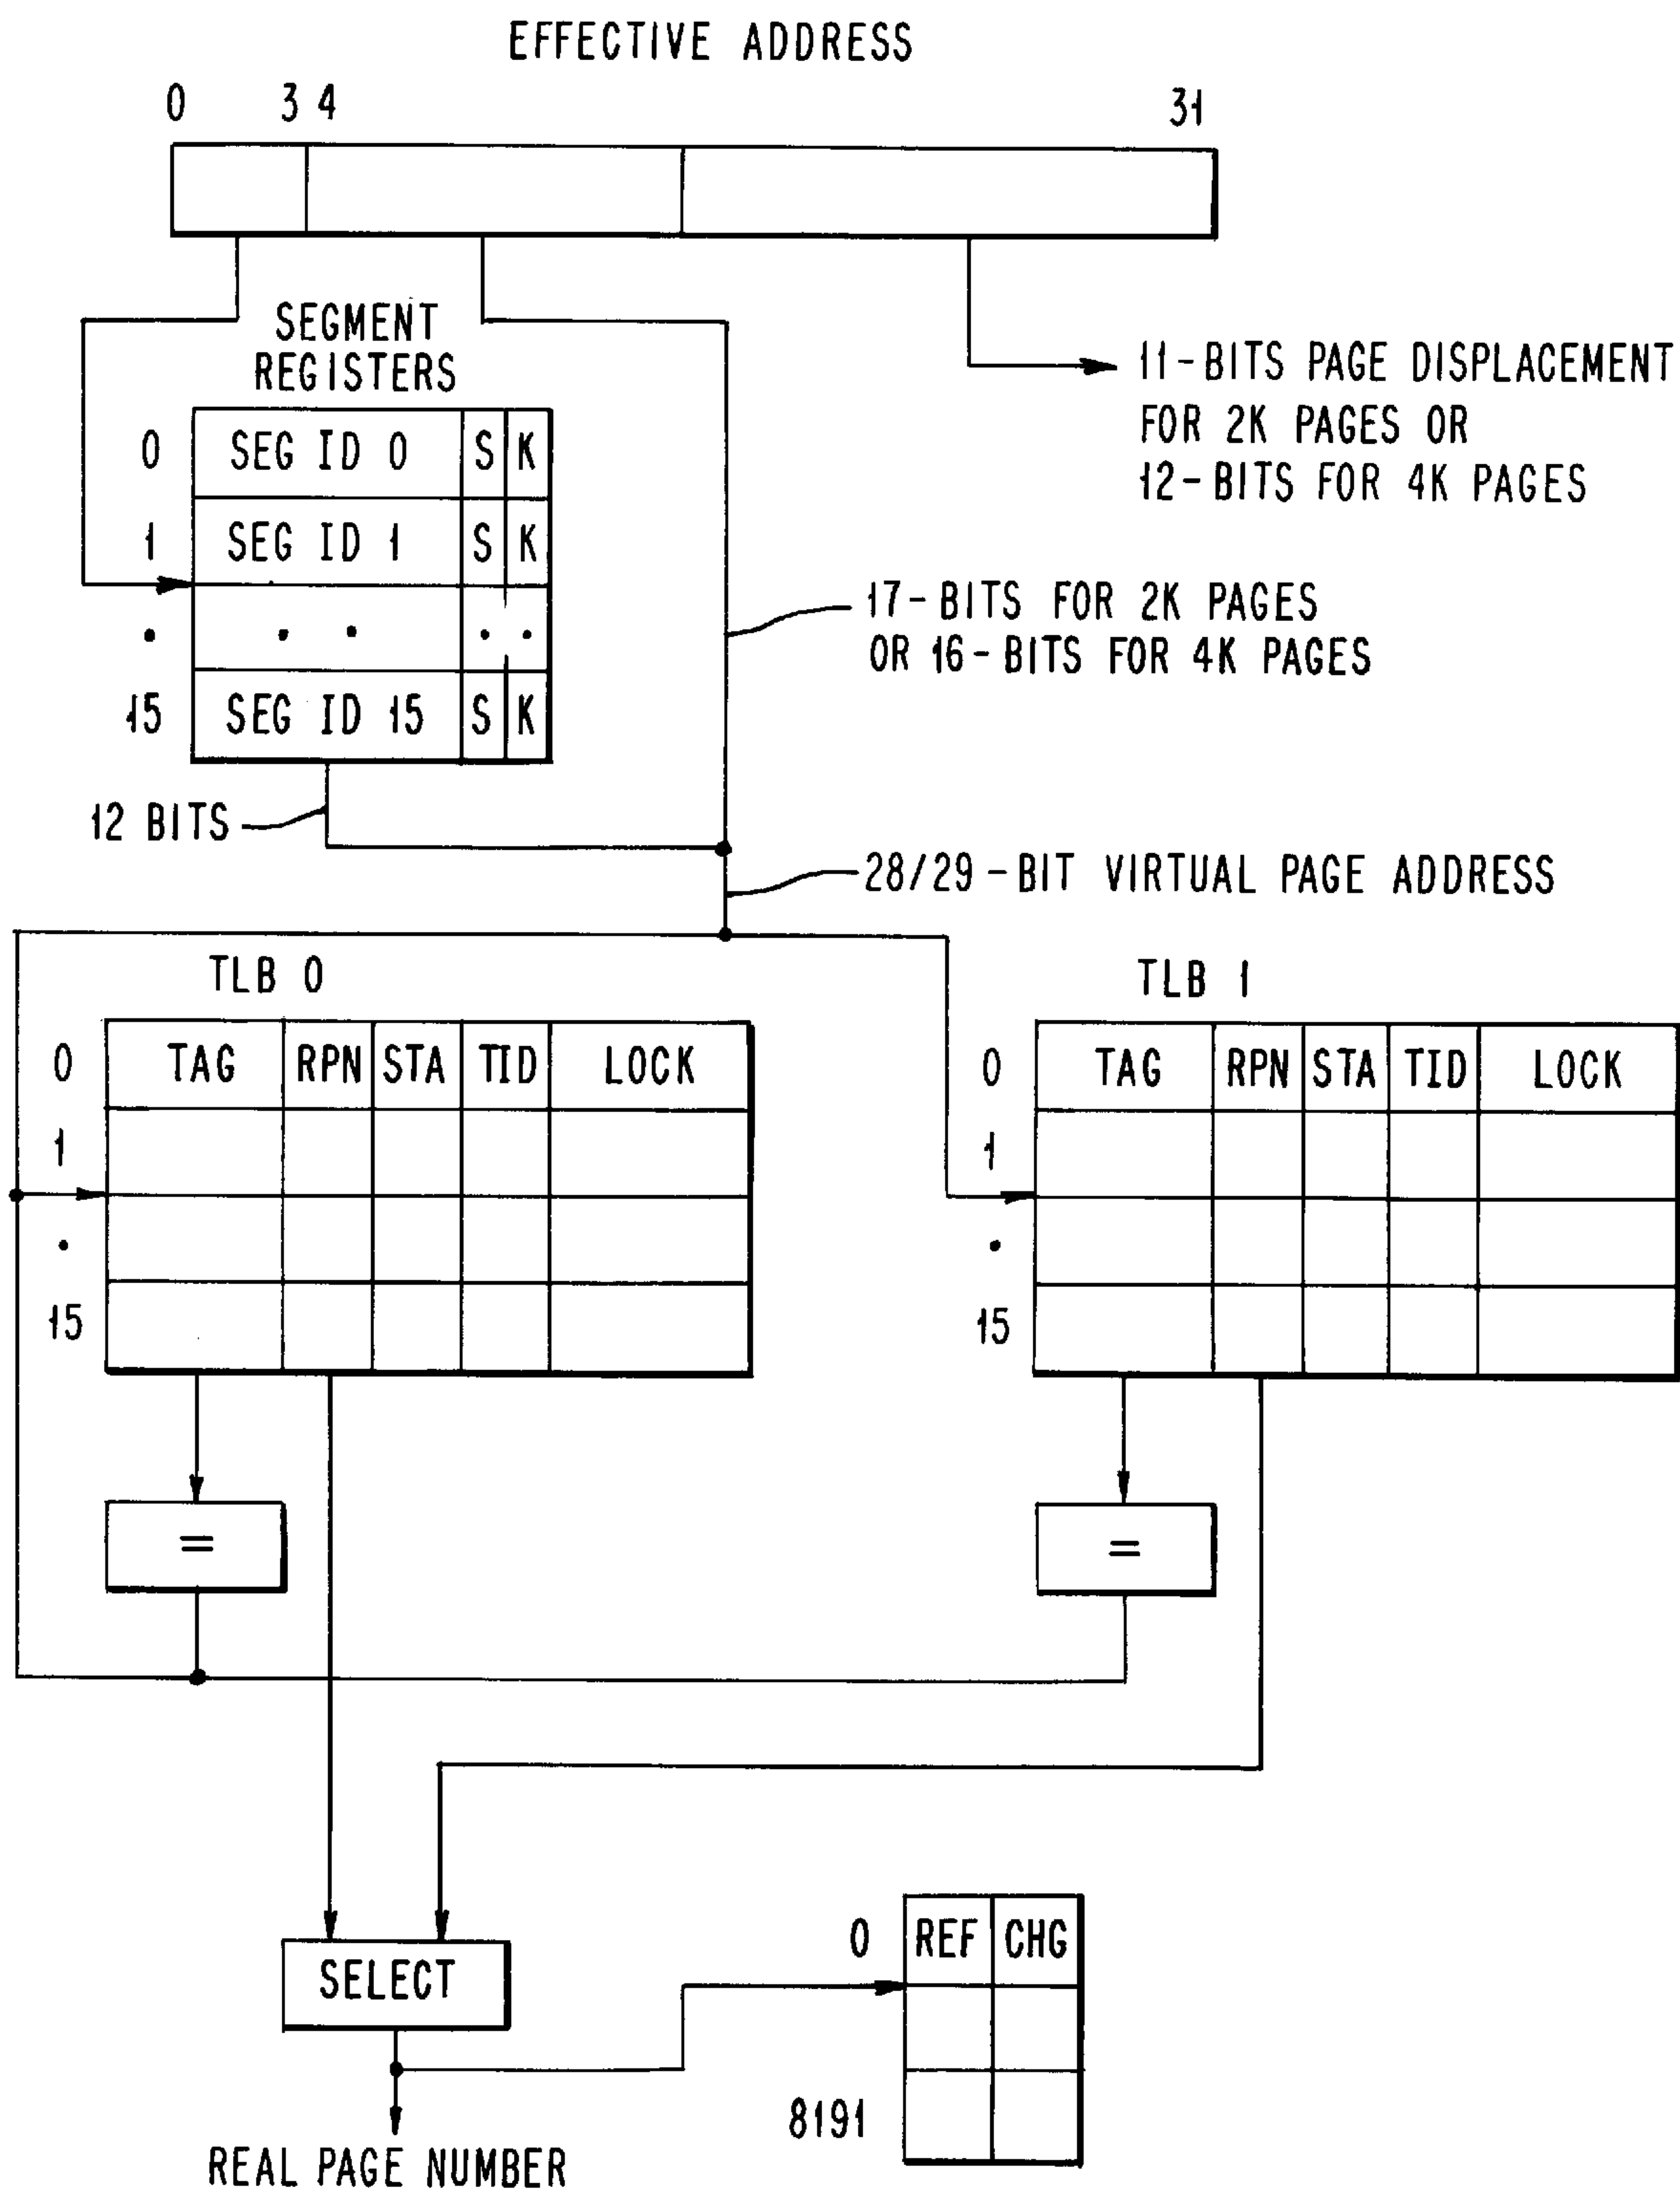 EFFECTIVE ADDRESS
0 3 4 31
SEGMENT
REGISTERS
0 SEG ID 0 S K
1 SEG ID 1 S K
. . . . .
15 SEG ID 15 S K
11-BITS PAGE DISPLACEMENT
FOR 2K PAGES OR
12-BITS FOR 4K PAGES
17-BITS FOR 2K PAGES
OR 16-BITS FOR 4K PAGES
12 BITS
28/29-BIT VIRTUAL PAGE ADDRESS
TLB 0
0 TAG RPN STA TID LOCK
1
.
15
=
TLB 1
0 TAG RPN STA TID LOCK
1
.
15
=
SELECT
0 REF CHG
8191
REAL PAGE NUMBER